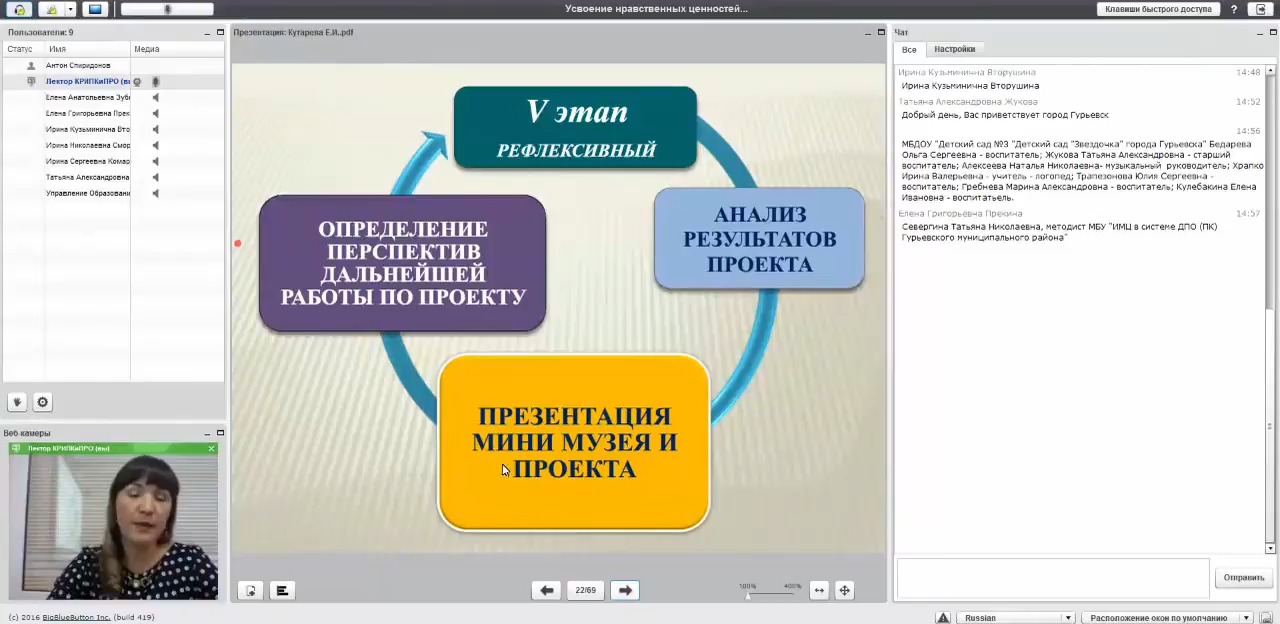 Усвоение нравственных ценностей...
Клавиши быстрого доступа
?
Пользователи: 9
Статус Имя Медиа
Антон Спиридонов
Лектор КРИПКиПРО (вы
Елена Анатольевна Зуб
Елена Григорьевна Прек
Ирина Кузьминична Вто
Ирина Николаевна Смор
Ирина Сергеевна Комар
Татьяна Александровна
Управление Образовани
Веб-камеры
Лектор КРИПКиПРО (вы)
Презентация: Кутарева Е.И..pdf
V этап
РЕФЛЕКСИВНЫЙ
АНАЛИЗ
РЕЗУЛЬТАТОВ
ПРОЕКТА
ПРЕЗЕНТАЦИЯ
МИНИ МУЗЕЯ И
ПРОЕКТА
ОПРЕДЕЛЕНИЕ
ПЕРСПЕКТИВ
ДАЛЬНЕЙШЕЙ
РАБОТЫ ПО ПРОЕКТУ
22/69
100% 400%
Чат
Все Настройки
Ирина Кузьминична Вторушина 14:48
Ирина Кузьминична Вторушина
Татьяна Александровна Жукова 14:52
Добрый день, Вас приветствует город Гурьевск
14:56
МБДОУ "Детский сад №3 "Детский сад "Звездочка" города Гурьевска" Бедарева
Ольга Сергеевна - воспитатель; Жукова Татьяна Александровна - старший
воспитатель; Алексеева Наталья Николаевна- музыкальный руководитель; Храпко
Ирина Валерьевна - учитель - логопед; Трапезонова Юлия Сергеевна -
воспитатель; Гребнева Марина Александровна - воспитатель; Кулебакина Елена
Ивановна - воспитатьель.
Елена Григорьевна Прекина 14:57
Севергина Татьяна Николаевна, методист МБУ "ИМЦ в системе ДПО (ПК)
Гурьевского муниципального района"
Отправить
(c) 2016 BigBlueButton Inc. (build 419)
Russian
Расположение окон по умолчанию